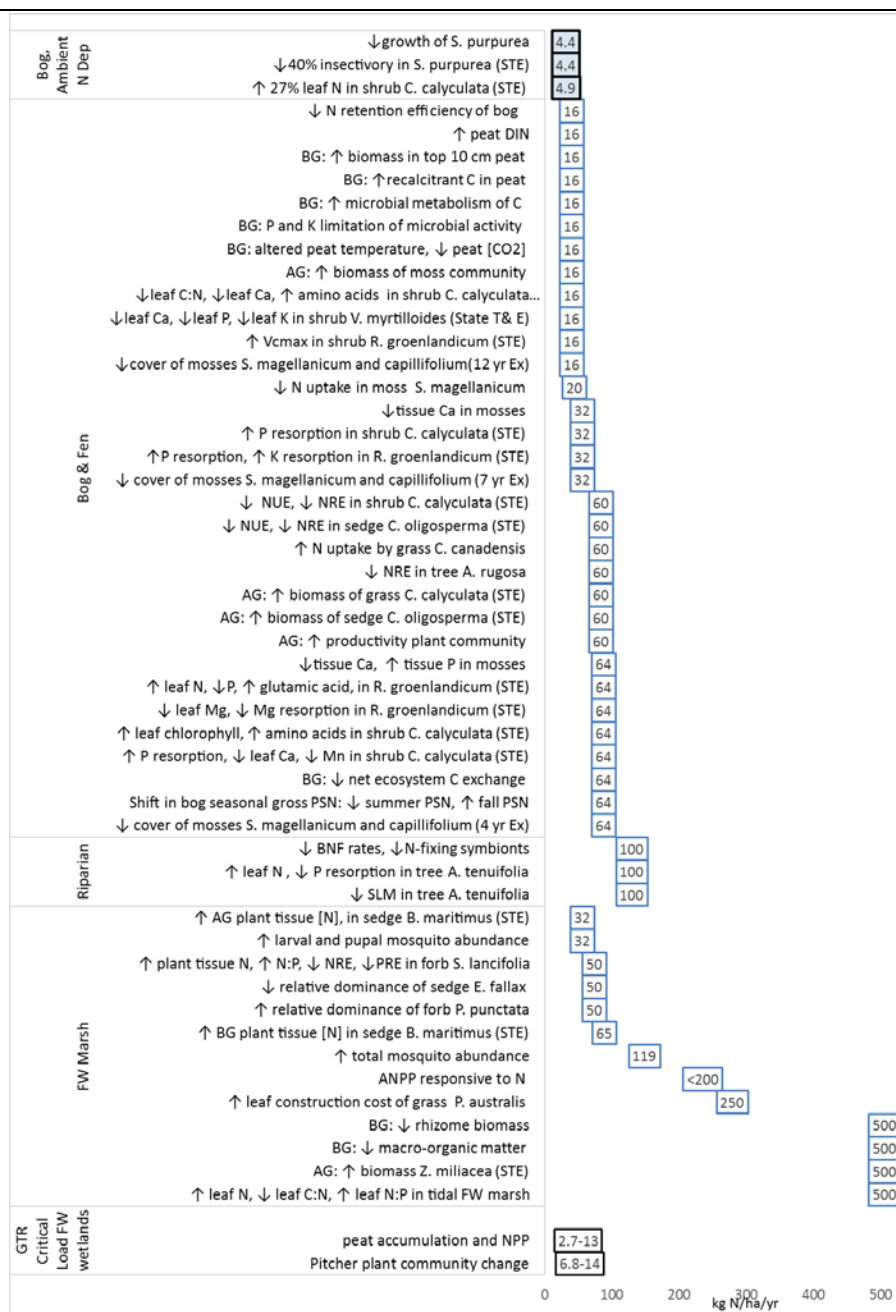 Bog, Ambient N Dep
↓growth of S. purpurea 4.4
↓40% insectivory in S. purpurea (STE) 4.4
↑ 27% leaf N in shrub C. calyculata (STE) 4.9
Bog & Fen
↓ N retention efficiency of bog 16
↑ peat DIN 16
BG: ↑ biomass in top 10 cm peat 16
BG: ↑recalcitrant C in peat 16
BG: ↑ microbial metabolism of C 16
BG: P and K limitation of microbial activity 16
BG: altered peat temperature, ↓ peat [CO2] 16
AG: ↑ biomass of moss community 16
↓leaf C:N, ↓leaf Ca, ↑ amino acids in shrub C. calyculata... 16
↓leaf Ca, ↓leaf P, ↓leaf K in shrub V. myrtilloides (State T& E) 16
↑ Vcmax in shrub R. groenlandicum (STE) 16
↓cover of mosses S. magellanicum and capillifolium(12 yr Ex) 16
↓ N uptake in moss S. magellanicum 20
↓tissue Ca in mosses 32
↑ P resorption in shrub C. calyculata (STE) 32
↑P resorption, ↑ K resorption in R. groenlandicum (STE) 32
↓ cover of mosses S. magellanicum and capillifolium (7 yr Ex) 32
↓ NUE, ↓ NRE in shrub C. calyculata (STE) 60
↓ NUE, ↓ NRE in sedge C. oligosperma (STE) 60
↑ N uptake by grass C. canadensis 60
↓ NRE in tree A. rugosa 60
AG: ↑ biomass of grass C. calyculata (STE) 60
AG: ↑ biomass of sedge C. oligosperma (STE) 60
AG: ↑ productivity plant community 60
↓tissue Ca, ↑ tissue P in mosses 64
↑ leaf N, ↓P, ↑ glutamic acid, in R. groenlandicum (STE) 64
↓ leaf Mg, ↓ Mg resorption in R. groenlandicum (STE) 64
↑ leaf chlorophyll, ↑ amino acids in shrub C. calyculata (STE) 64
↑ P resorption, ↓ leaf Ca, ↓ Mn in shrub C. calyculata (STE) 64
BG: ↓ net ecosystem C exchange 64
Shift in bog seasonal gross PSN: ↓ summer PSN, ↑ fall PSN 64
↓ cover of mosses S. magellanicum and capillifolium (4 yr Ex) 64
Riparian
↓ BNF rates, ↓N-fixing symbionts 100
↑ leaf N , ↓ P resorption in tree A. tenuifolia 100
↓ SLM in tree A. tenuifolia 100
FW Marsh
↑ AG plant tissue [N], in sedge B. maritimus (STE) 32
↑ larval and pupal mosquito abundance 32
↑ plant tissue N, ↑ N:P, ↓ NRE, ↓PRE in forb S. lancifolia 50
↓ relative dominance of sedge E. fallax 50
↑ relative dominance of forb P. punctata 50
↑ BG plant tissue [N] in sedge B. maritimus (STE) 65
↑ total mosquito abundance 119
ANPP responsive to N <200
↑ leaf construction cost of grass P. australis 250
BG: ↓ rhizome biomass 500
BG: ↓ macro-organic matter 500
AG: ↑ biomass Z. miliacea (STE) 500
↑ leaf N, ↓ leaf C:N, ↑ leaf N:P in tidal FW marsh 500
GTR Critical Load FW wetlands
peat accumulation and NPP 2.7-13
Pitcher plant community change 6.8-14
0 100 200 300 400 500
kg N/ha/yr